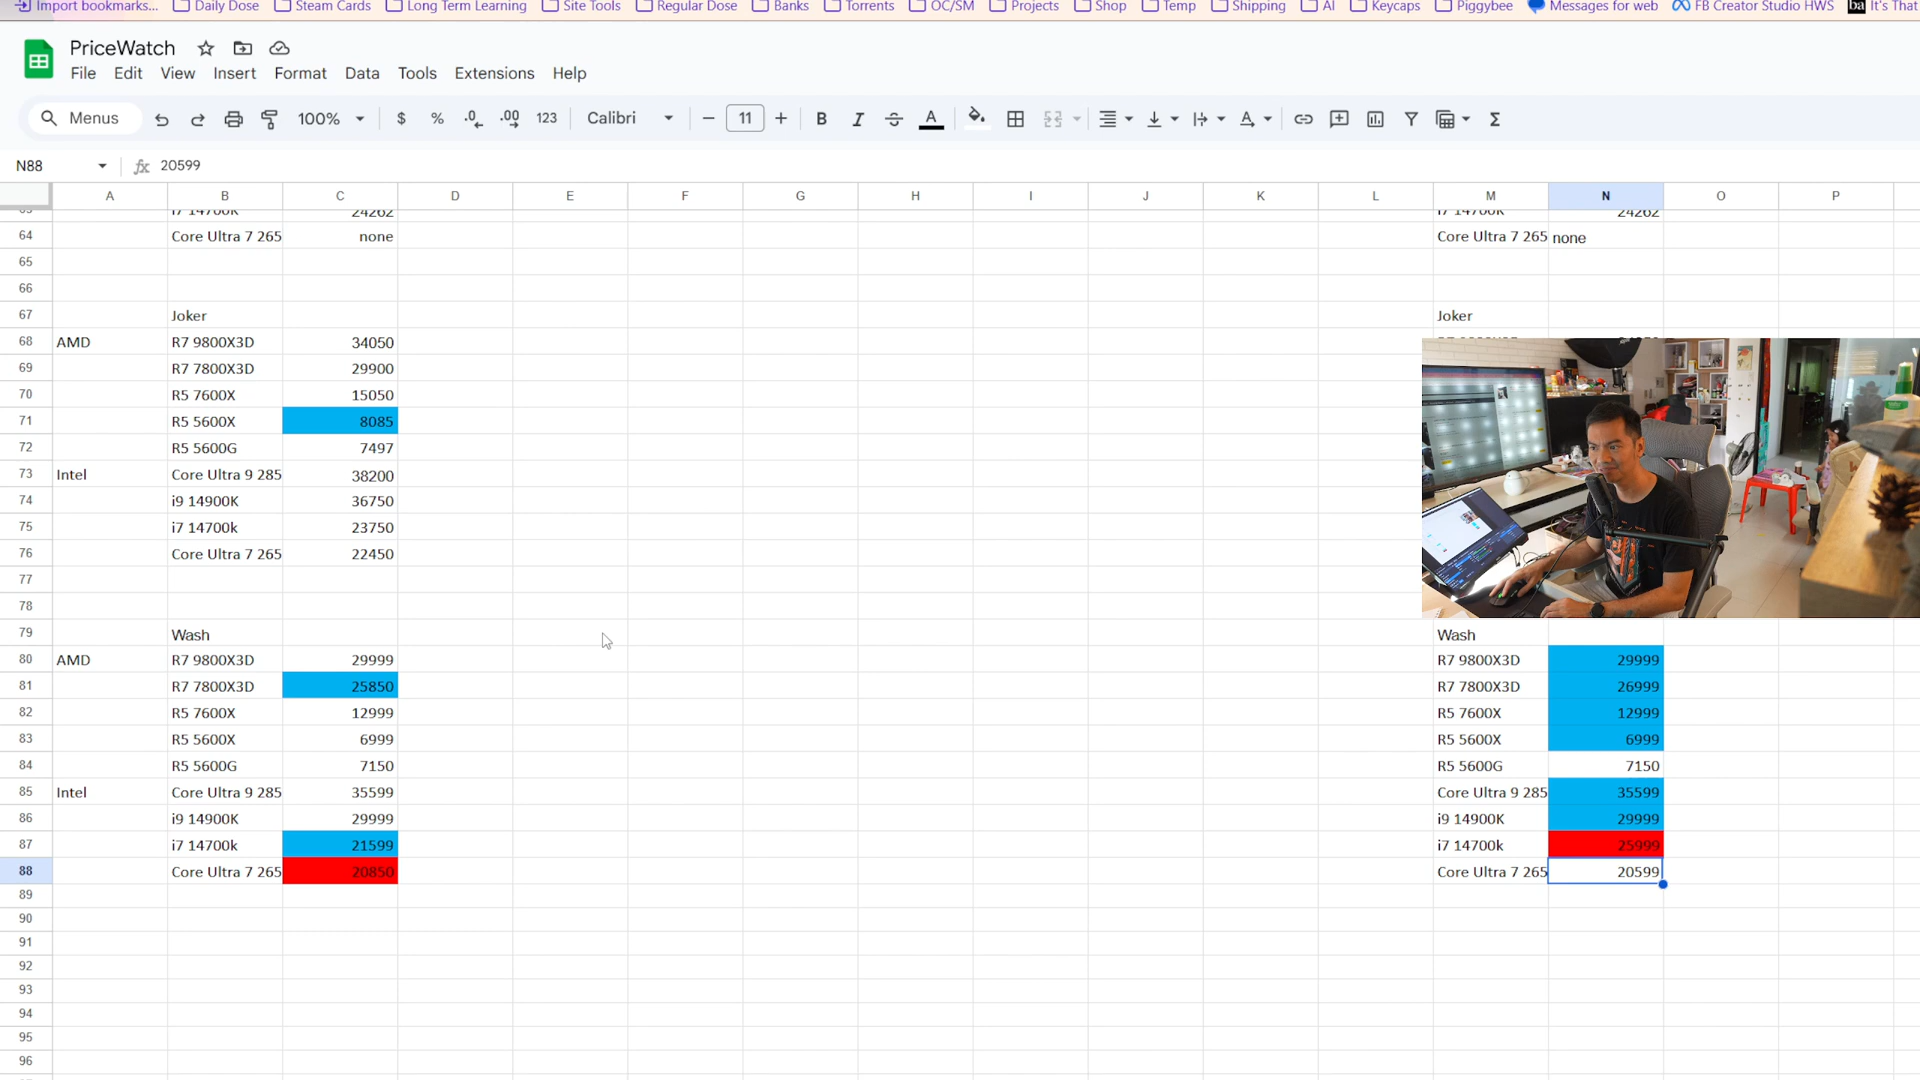 Import bookmarks... Daily Dose Steam Cards Long Term Learning Site Tools Regular Dose Banks Torrents OC/SM Projects Shop Temp Shipping AI Keycaps Piggybee Messages for web FB Creator Studio HWS ba It's That
PriceWatch
File Edit View Insert Format Data Tools Extensions Help
Menus 100% $ % .0 .00 123 Calibri 11 B I S A
N88 fx 20599
A B C D E F G H I J K L M N O P
63 i7 14700K 24262 i7 14700K 24262
64 Core Ultra 7 265 none Core Ultra 7 265 none
65
66
67 Joker Joker
68 AMD R7 9800X3D 34050
69 R7 7800X3D 29900
70 R5 7600X 15050
71 R5 5600X 8085
72 R5 5600G 7497
73 Intel Core Ultra 9 285 38200
74 i9 14900K 36750
75 i7 14700k 23750
76 Core Ultra 7 265 22450
77
78
79 Wash Wash
80 AMD R7 9800X3D 29999 R7 9800X3D 29999
81 R7 7800X3D 25850 R7 7800X3D 26999
82 R5 7600X 12999 R5 7600X 12999
83 R5 5600X 6999 R5 5600X 6999
84 R5 5600G 7150 R5 5600G 7150
85 Intel Core Ultra 9 285 35599 Core Ultra 9 285 35599
86 i9 14900K 29999 i9 14900K 29999
87 i7 14700k 21599 i7 14700k 25999
88 Core Ultra 7 265 20850 Core Ultra 7 265 20599
89
90
91
92
93
94
95
96